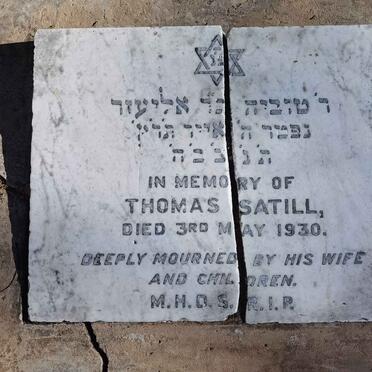 ר' טוביה אליעזר
נפטר ה' אייר תר"ץ
ת' נ' צ' ב' ה'
IN MEMORY OF
THOMAS SATILL,
DIED 3RD MAY 1930.
DEEPLY MOURNED BY HIS WIFE
AND CHILDREN.
M.H.D.S. R.I.P.